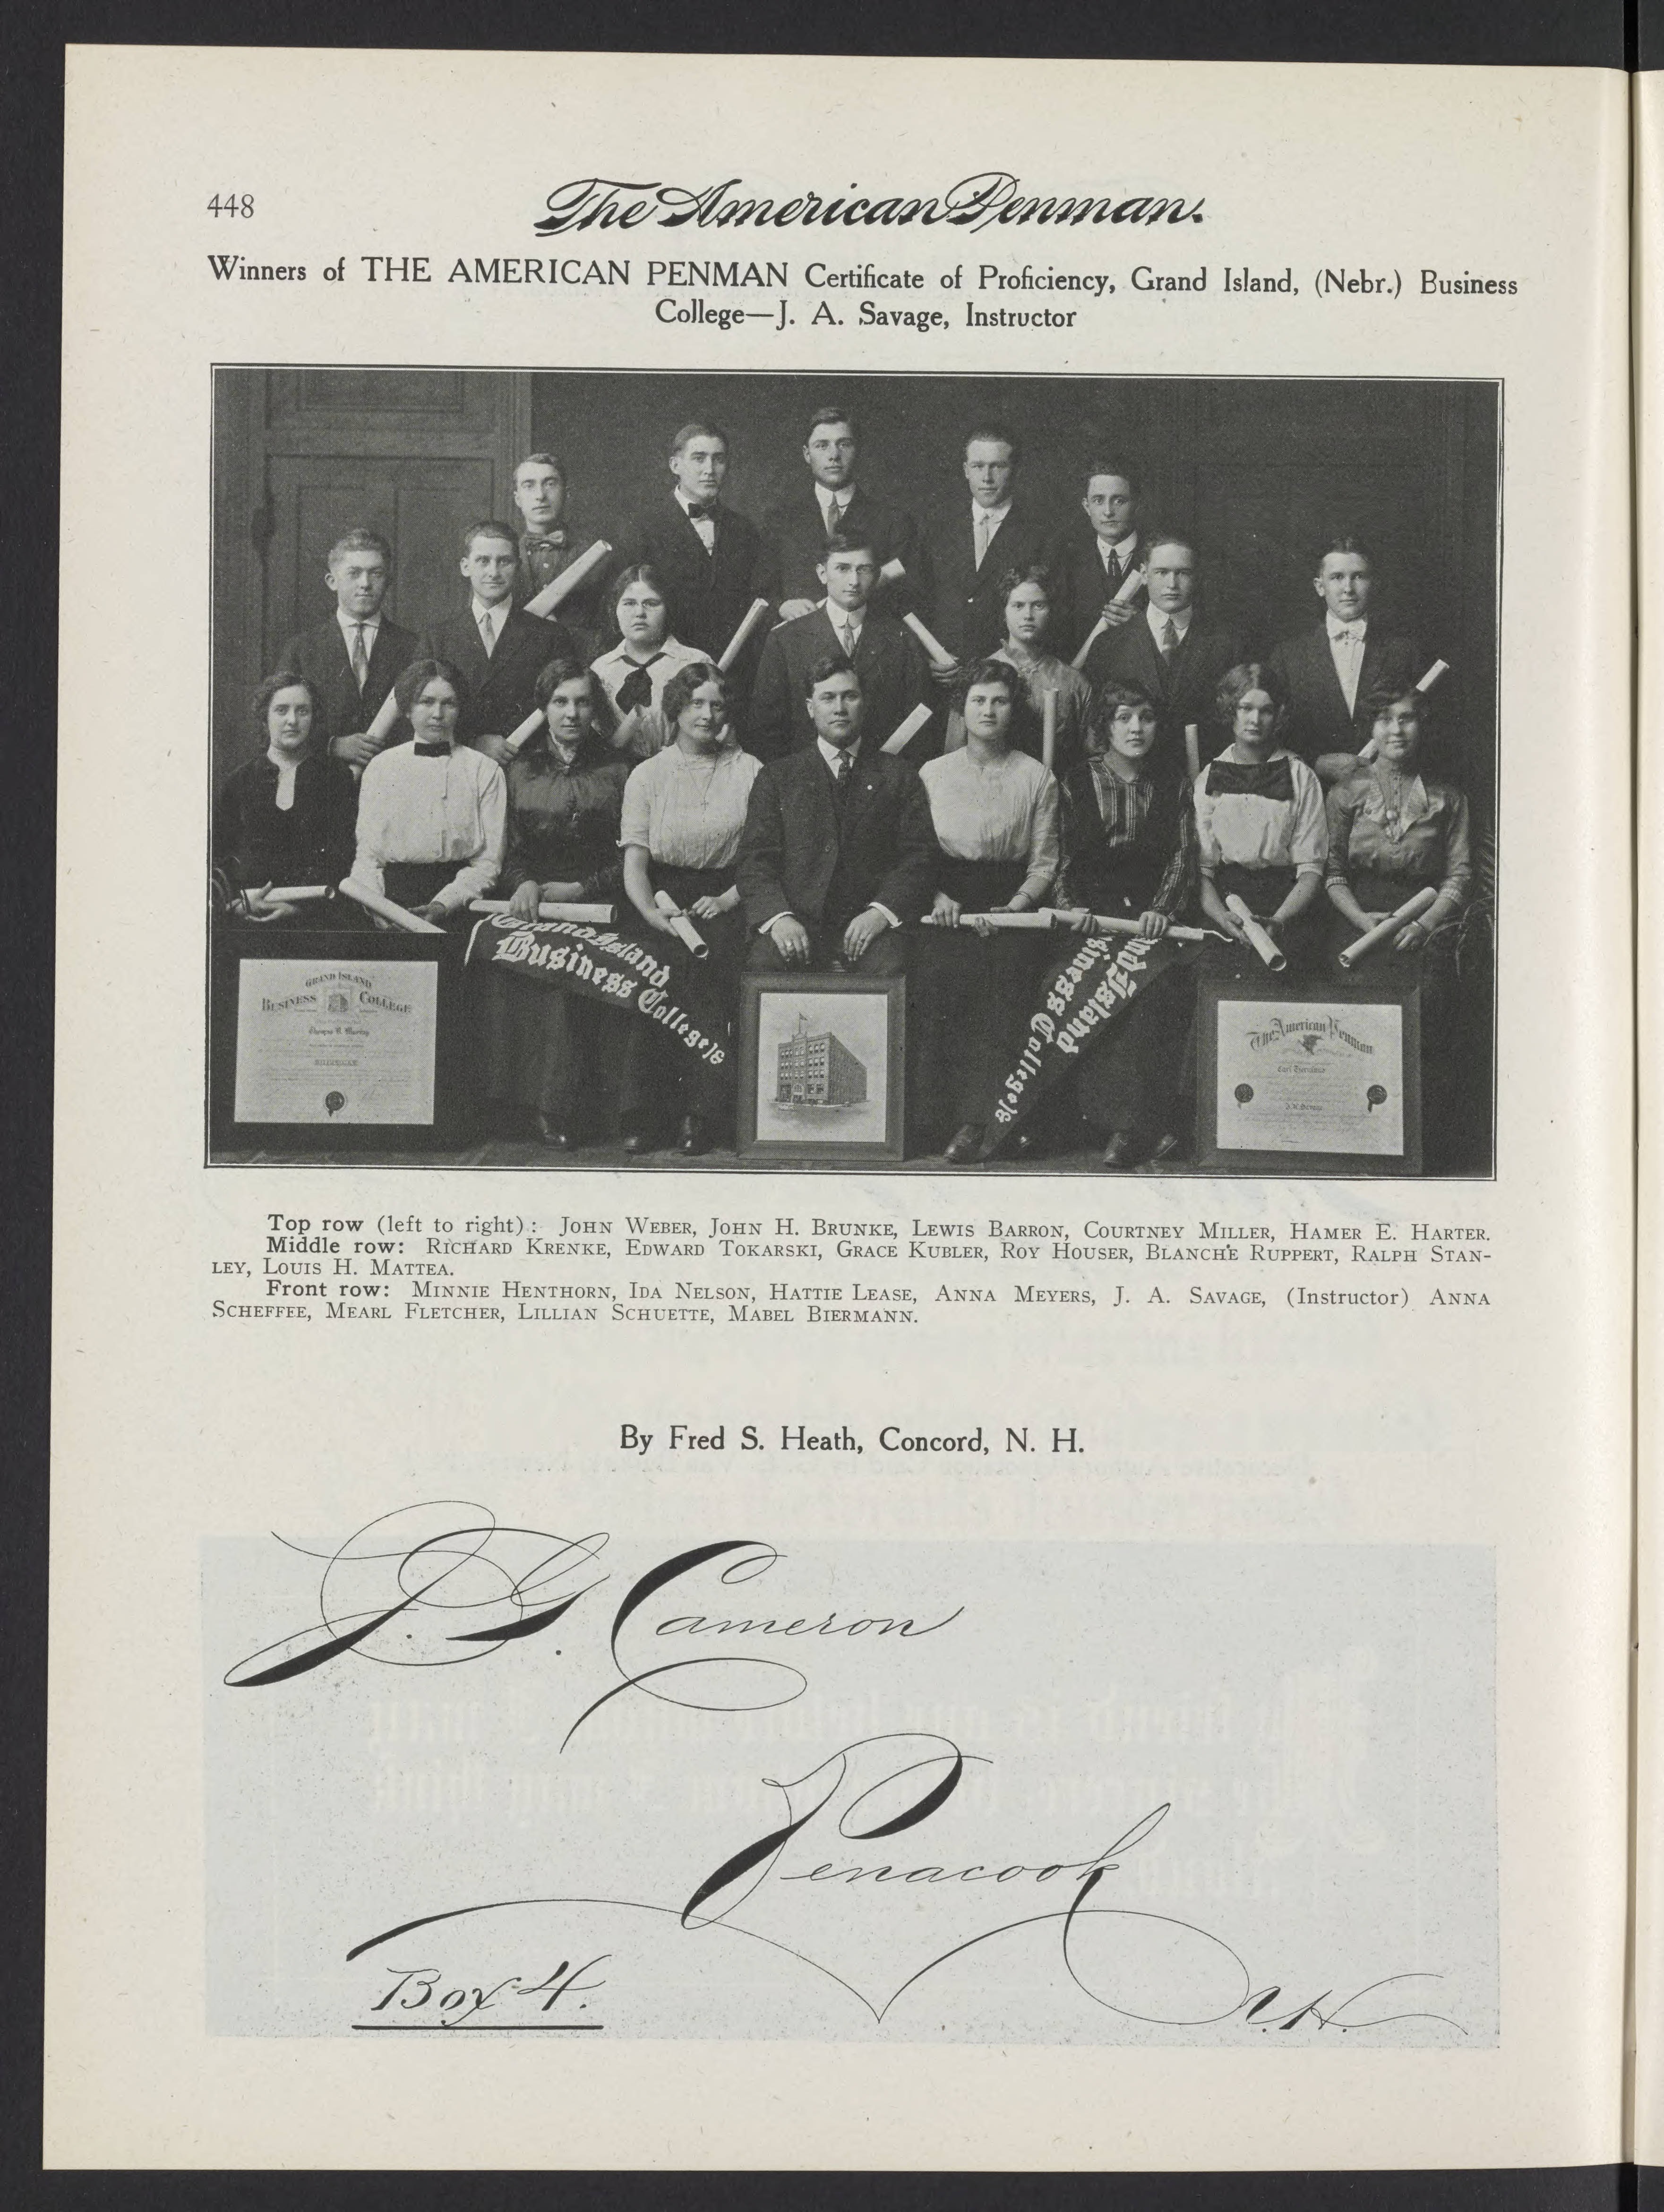 448
The American Penman.
Winners of THE AMERICAN PENMAN Certificate of Proficiency, Grand Island, (Nebr.) Business
College—J. A. Savage, Instructor
Grand Island
Business College
GRAND ISLAND
BUSINESS COLLEGE
The American Penman
Top row (left to right): JOHN WEBER, JOHN H. BRUNKE, LEWIS BARRON, COURTNEY MILLER, HAMER E. HARTER.
Middle row: RICHARD KRENKE, EDWARD TOKARSKI, GRACE KUBLER, ROY HOUSER, BLANCHE RUPPERT, RALPH STAN-
LEY, LOUIS H. MATTEA.
Front row: MINNIE HENTHORN, IDA NELSON, HATTIE LEASE, ANNA MEYERS, J. A. SAVAGE, (Instructor) ANNA
SCHEFFEE, MEARL FLETCHER, LILLIAN SCHUETTE, MABEL BIERMANN.
By Fred S. Heath, Concord, N. H.
J. G. Cameron
Penacook
Box 4.
N.H.